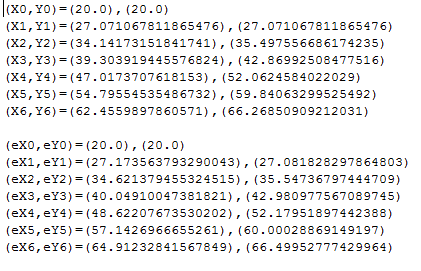 (X0,Y0)=(20.0),(20.0)
(X1,Y1)=(27.071067811865476),(27.071067811865476)
(X2,Y2)=(34.14173151841741),(35.497556686174235)
(X3,Y3)=(39.303919445576824),(42.86992508477516)
(X4,Y4)=(47.0173707618153),(52.0624584022029)
(X5,Y5)=(54.79554535486732),(59.84063299525492)
(X6,Y6)=(62.4559897860571),(66.26850909212031)
(eX0,eY0)=(20.0),(20.0)
(eX1,eY1)=(27.173563793290043),(27.081828297864803)
(eX2,eY2)=(34.621379455324515),(35.54736797444709)
(eX3,eY3)=(40.04910047381821),(42.980977567089745)
(eX4,eY4)=(48.62207673530202),(52.17951897442388)
(eX5,eY5)=(57.1426966655261),(60.00028869149197)
(eX6,eY6)=(64.91232841567849),(66.49952777429964)